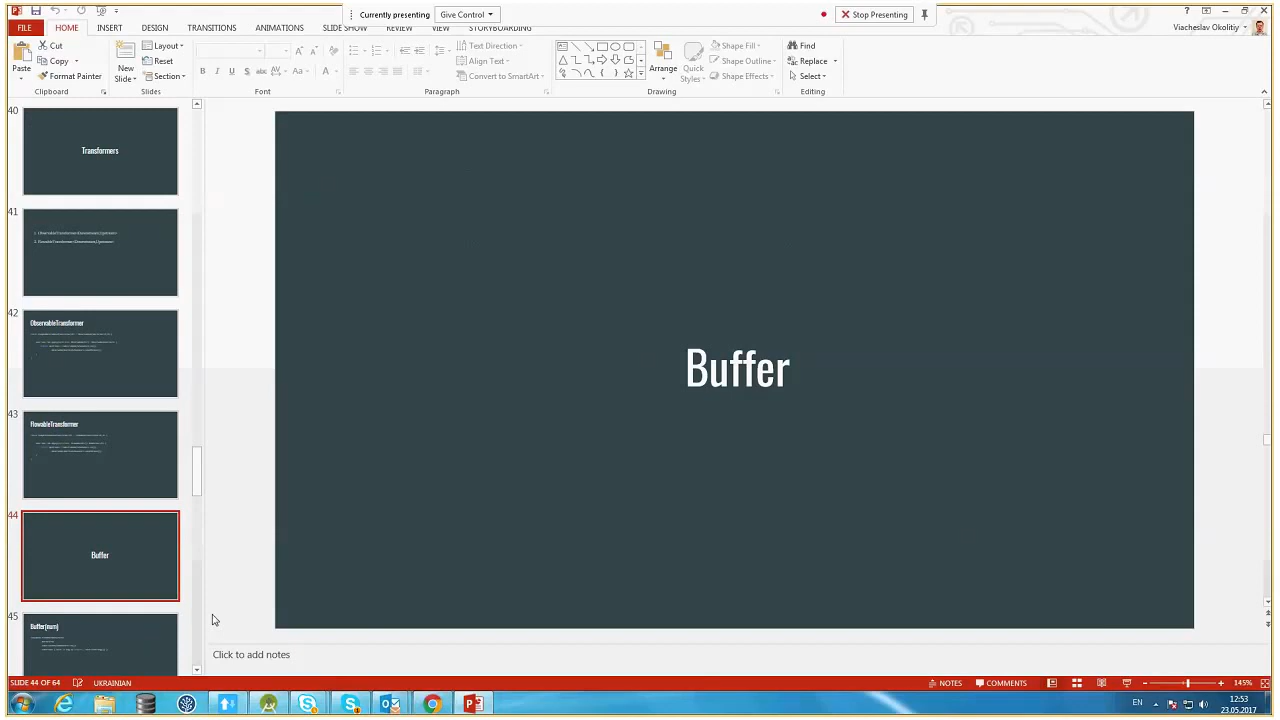 Currently presenting
Give Control
Stop Presenting
Viacheslav Okolitiy
FILE
HOME
INSERT
DESIGN
TRANSITIONS
ANIMATIONS
SLIDE SHOW
REVIEW
VIEW
STORYBOARDING
Paste
Cut
Copy
Format Painter
Clipboard
New
Slide
Layout
Reset
Section
Slides
B I U S abc AV Aa A
Font
Text Direction
Align Text
Convert to SmartArt
Paragraph
Arrange
Quick
Styles
Shape Fill
Shape Outline
Shape Effects
Drawing
Find
Replace
Select
Editing
40
Transformers
41
42
ObservableTransformer
43
FlowableTransformer
44
Buffer
45
Buffer(num)
Buffer
Click to add notes
SLIDE 44 OF 64
UKRAINIAN
NOTES
COMMENTS
145%
EN
12:53
23.05.2017